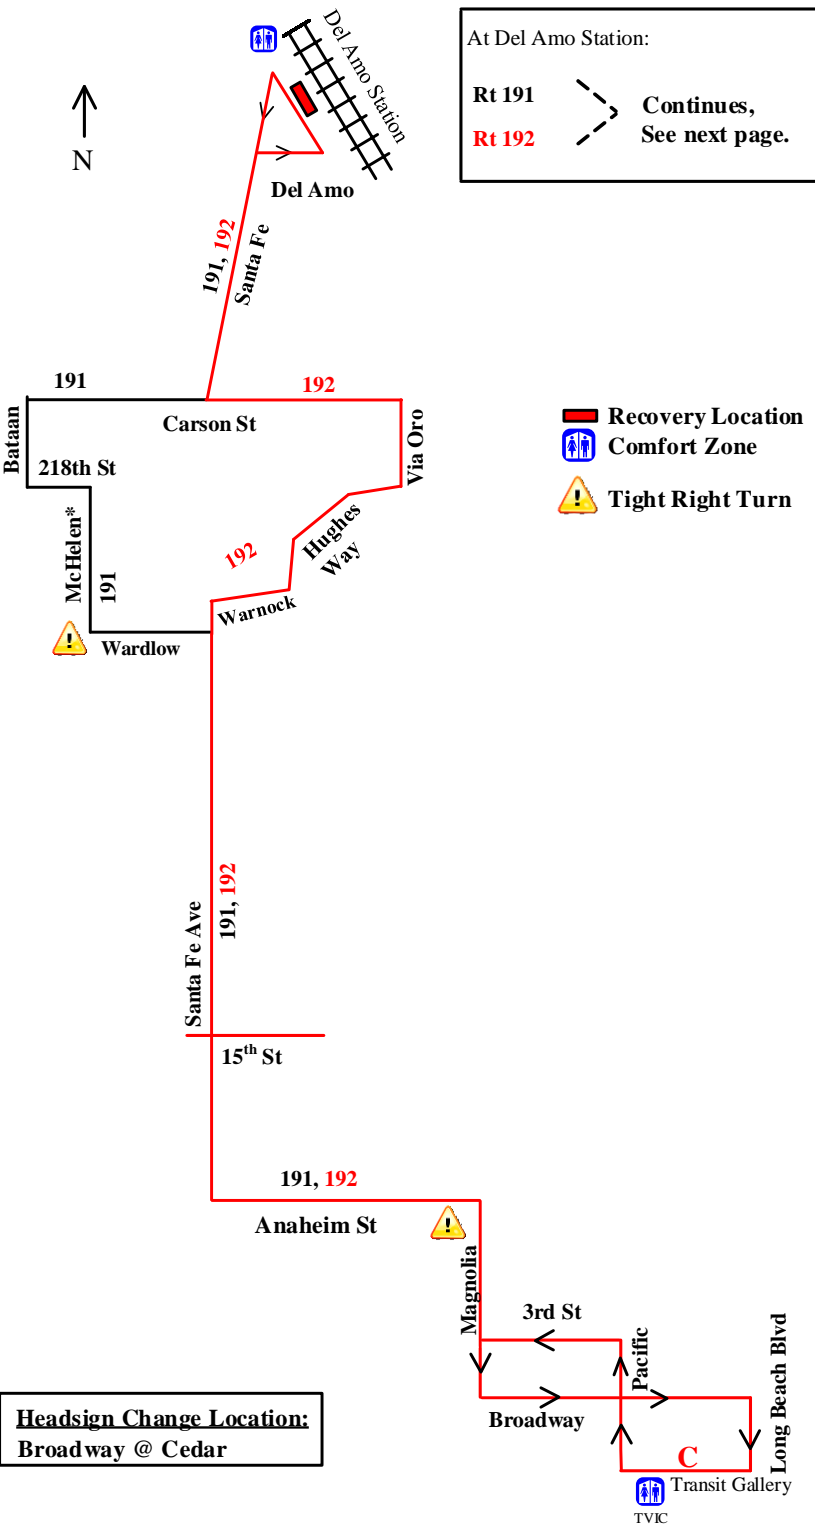 Del Amo Station
At Del Amo Station:
Rt 191
Rt 192
Continues,
See next page.
N
Del Amo
191, 192
Santa Fe
191
192
Carson St
Bataan
Via Oro
Recovery Location
Comfort Zone
Tight Right Turn
218th St
McHelen*
191
192
Hughes
Way
Warnock
Wardlow
Santa Fe Ave
191, 192
15th St
191, 192
Anaheim St
Magnolia
3rd St
Pacific
Long Beach Blvd
Broadway
C
Transit Gallery
TVIC
Headsign Change Location:
Broadway @ Cedar